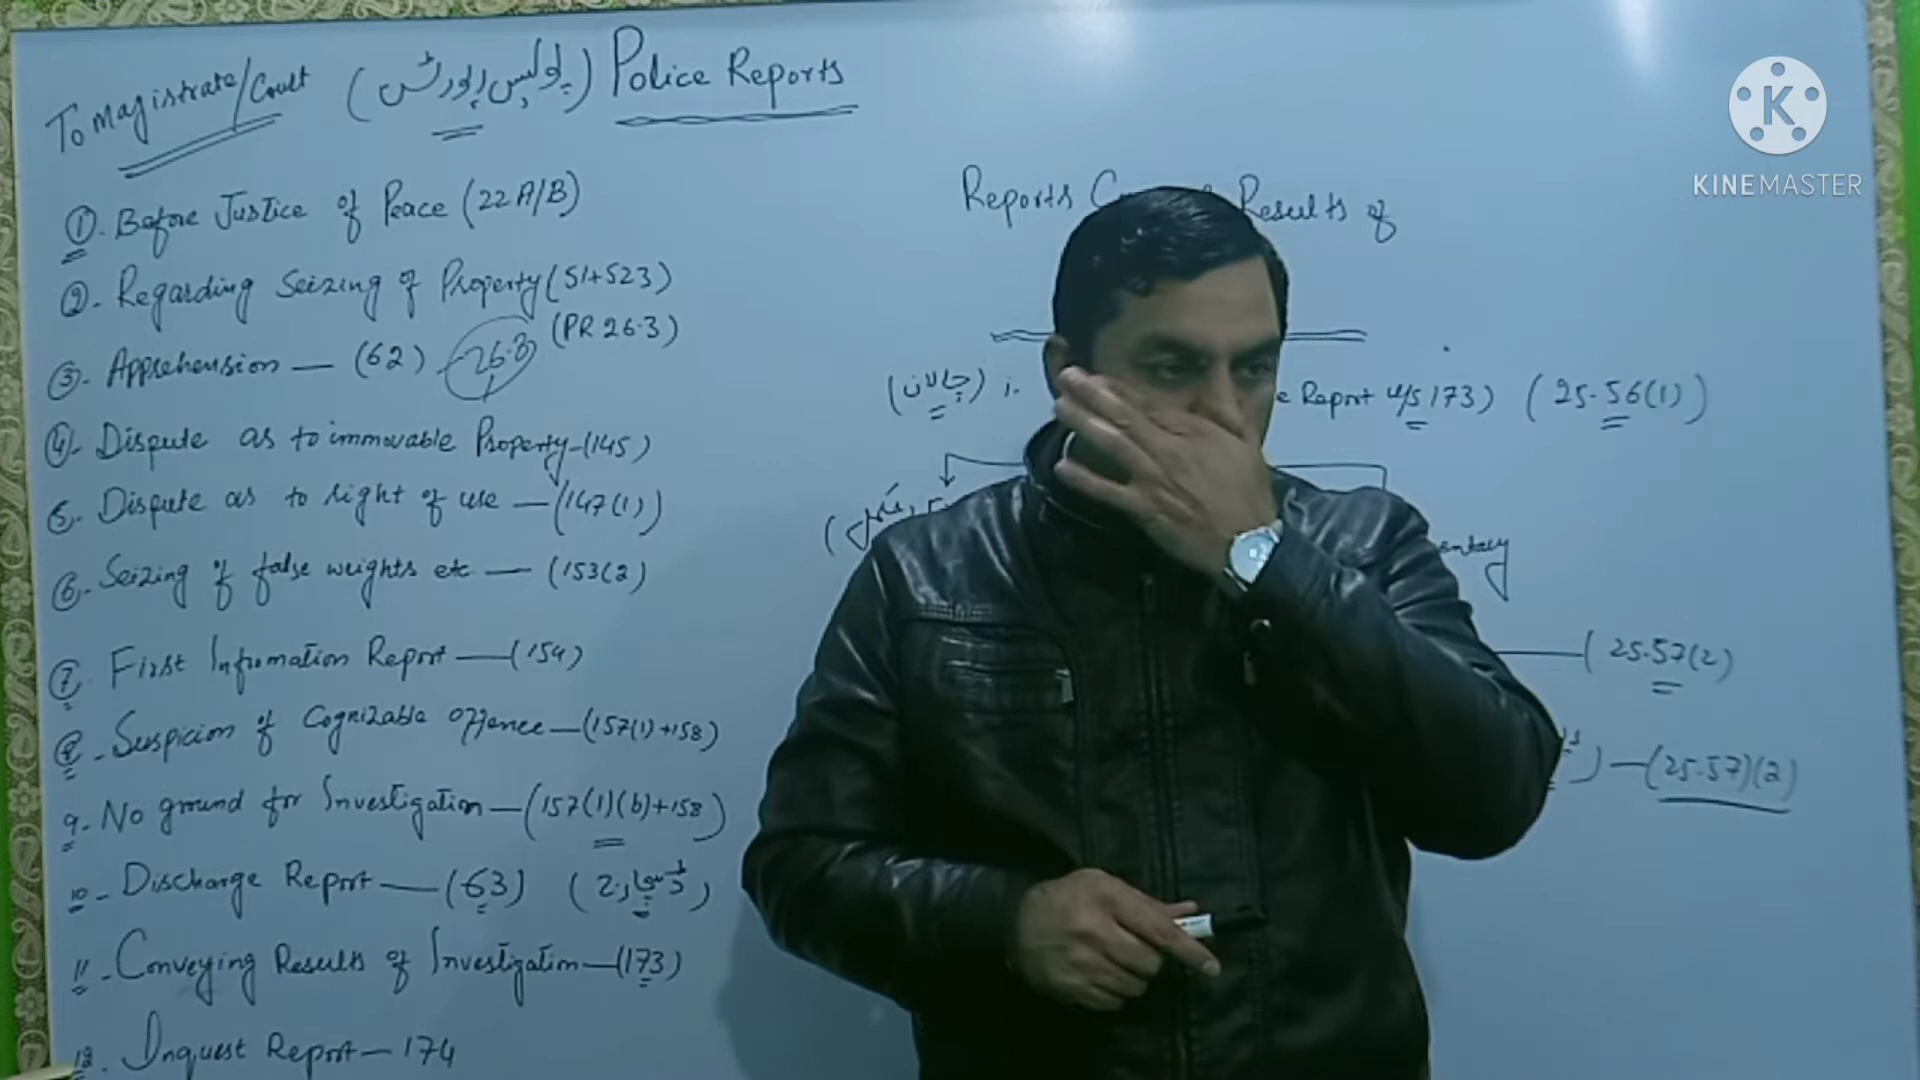 To Magistrate/Court (پولیس رپورٹس) Police Reports
①. Before Justice of Peace (22 A/B)
②- Regarding Seizing of Property (51+523)
(PR 26.3)
③- Apprehension — (62) 26.3
④- Dispute as to immovable Property-(145)
5- Dispute as to right of use — (147(1))
⑥- Seizing of false weights etc — (153(2)
⑦. First Infromation Report — (154)
⑧- Suspicion of Cognizable offence — (157(1)+158)
9- No ground for Investigation — (157(1)(b)+158)
10- Discharge Report — (63) (ڈسچارج)
11- Conveying Results of Investigation — (173)
12- Inquest Report — 174
Reports Results of
(چالان) i. Report u/s 173) (25.56(1))
(25.57(2)
) — (25.57)(2)
KINEMASTER